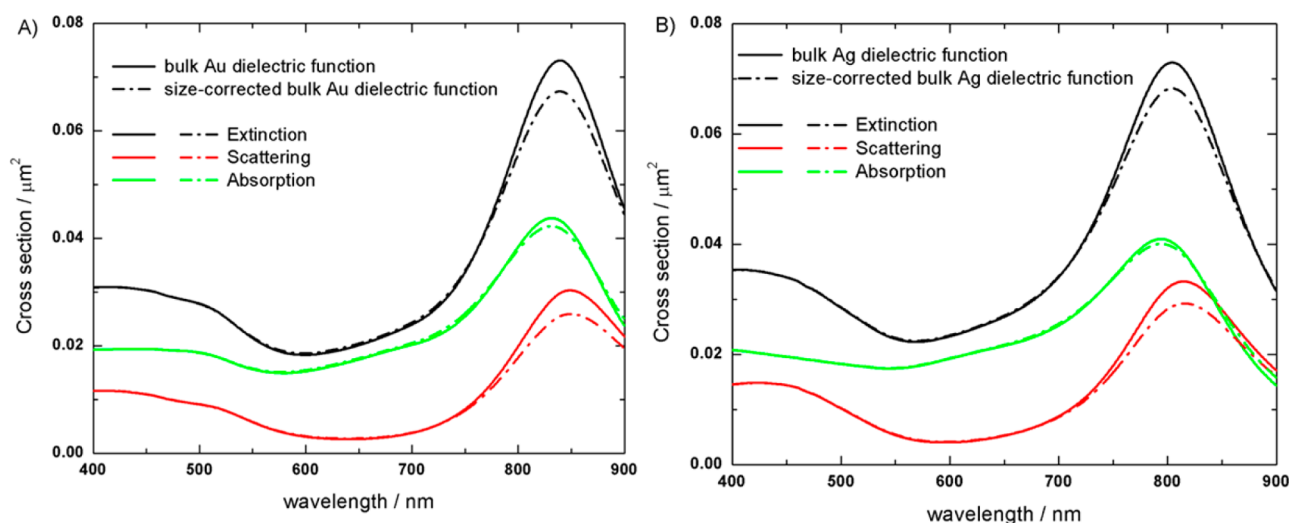 A)
0.08
0.06
0.04
0.02
0.00
Cross section / μm²
bulk Au dielectric function
size-corrected bulk Au dielectric function
Extinction
Scattering
Absorption
400 500 600 700 800 900
wavelength / nm
B)
0.08
0.06
0.04
0.02
0.00
Cross section / μm²
bulk Ag dielectric function
size-corrected bulk Ag dielectric function
Extinction
Scattering
Absorption
400 500 600 700 800 900
wavelength / nm